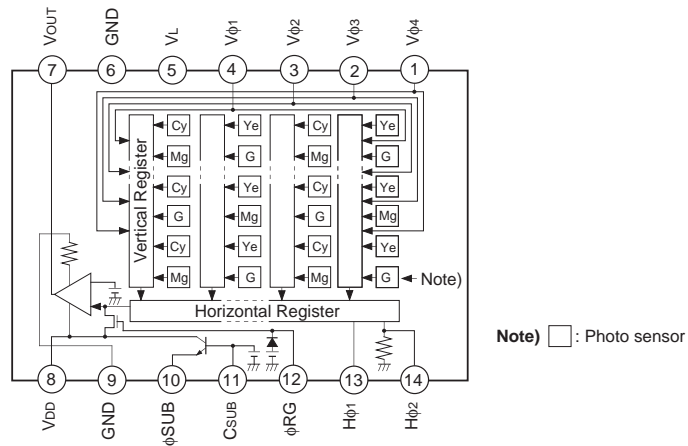 VOUT GND VL Vφ1 Vφ2 Vφ3 Vφ4
7 6 5 4 3 2 1
Cy Ye Cy Ye
Mg G Mg G
Cy Ye Cy Ye
G Mg G Mg
Cy Ye Cy Ye
Mg G Mg G Note)
Vertical Register
Horizontal Register
Note) : Photo sensor
8 9 10 11 12 13 14
VDD GND φSUB CSUB φRG Hφ1 Hφ2